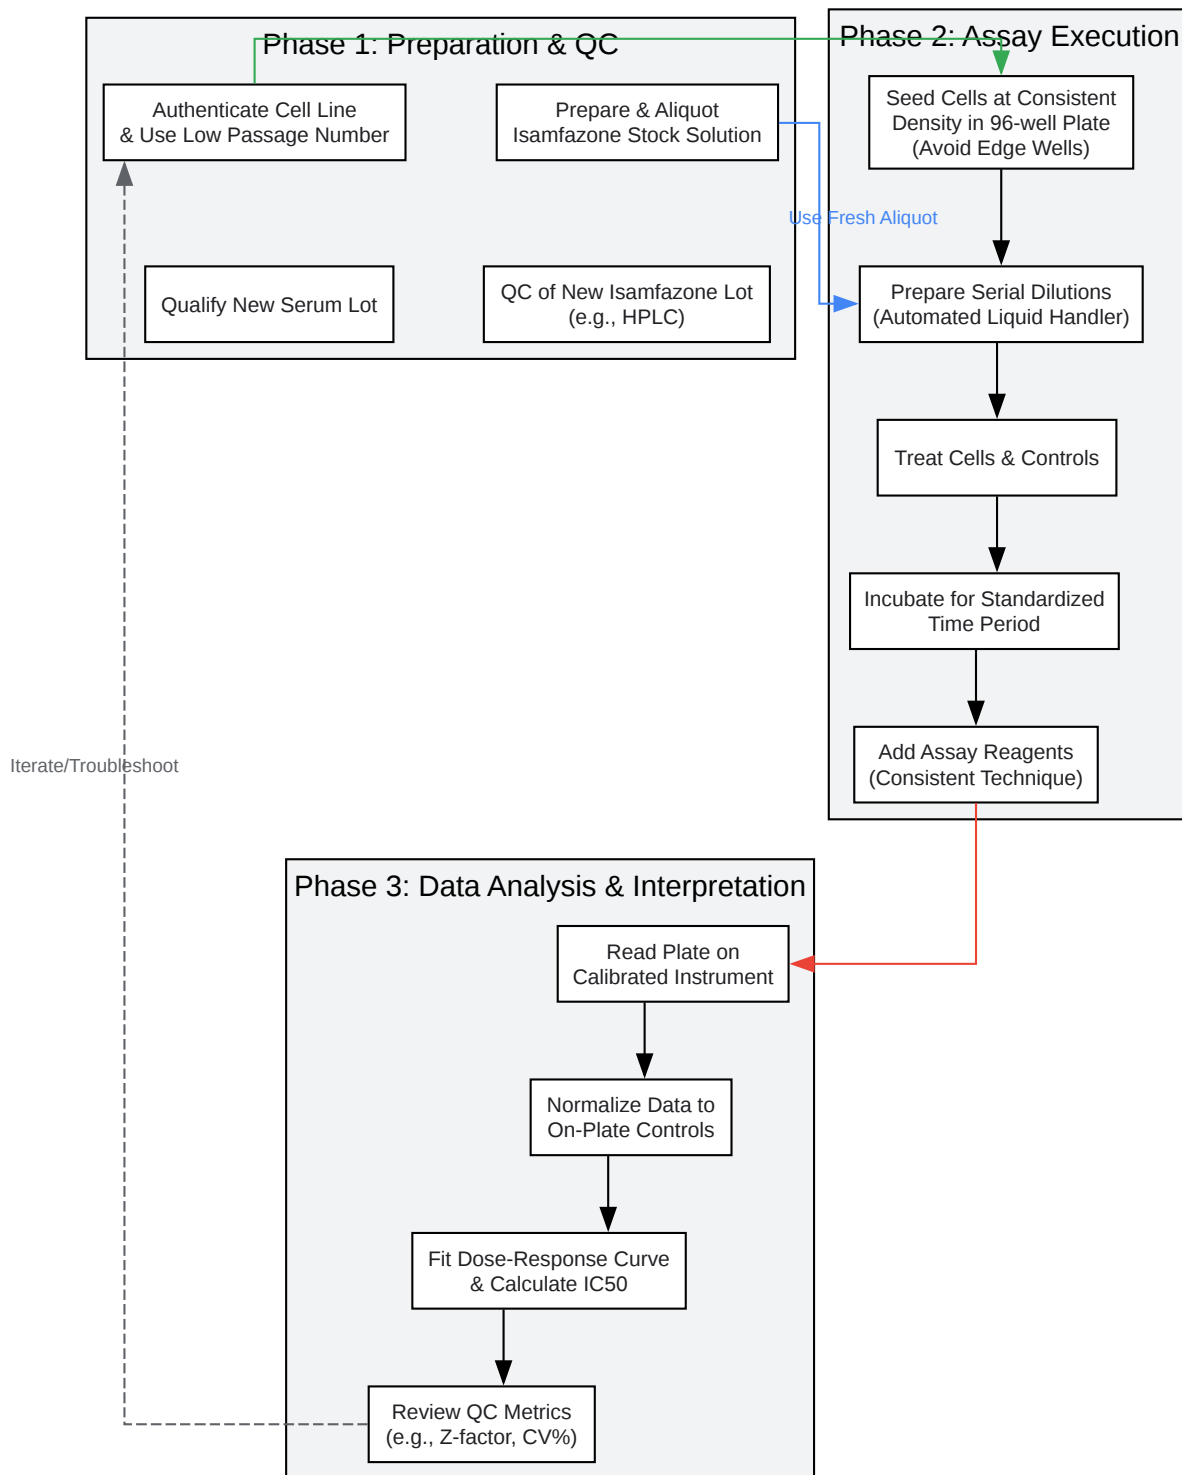 Phase 1: Preparation & QC
Authenticate Cell Line
& Use Low Passage Number
Prepare & Aliquot
Isamfazone Stock Solution
Qualify New Serum Lot
QC of New Isamfazone Lot
(e.g., HPLC)
Use Fresh Aliquot
Phase 2: Assay Execution
Seed Cells at Consistent
Density in 96-well Plate
(Avoid Edge Wells)
Prepare Serial Dilutions
(Automated Liquid Handler)
Treat Cells & Controls
Incubate for Standardized
Time Period
Add Assay Reagents
(Consistent Technique)
Iterate/Troubleshoot
Phase 3: Data Analysis & Interpretation
Read Plate on
Calibrated Instrument
Normalize Data to
On-Plate Controls
Fit Dose-Response Curve
& Calculate IC50
Review QC Metrics
(e.g., Z-factor, CV%)